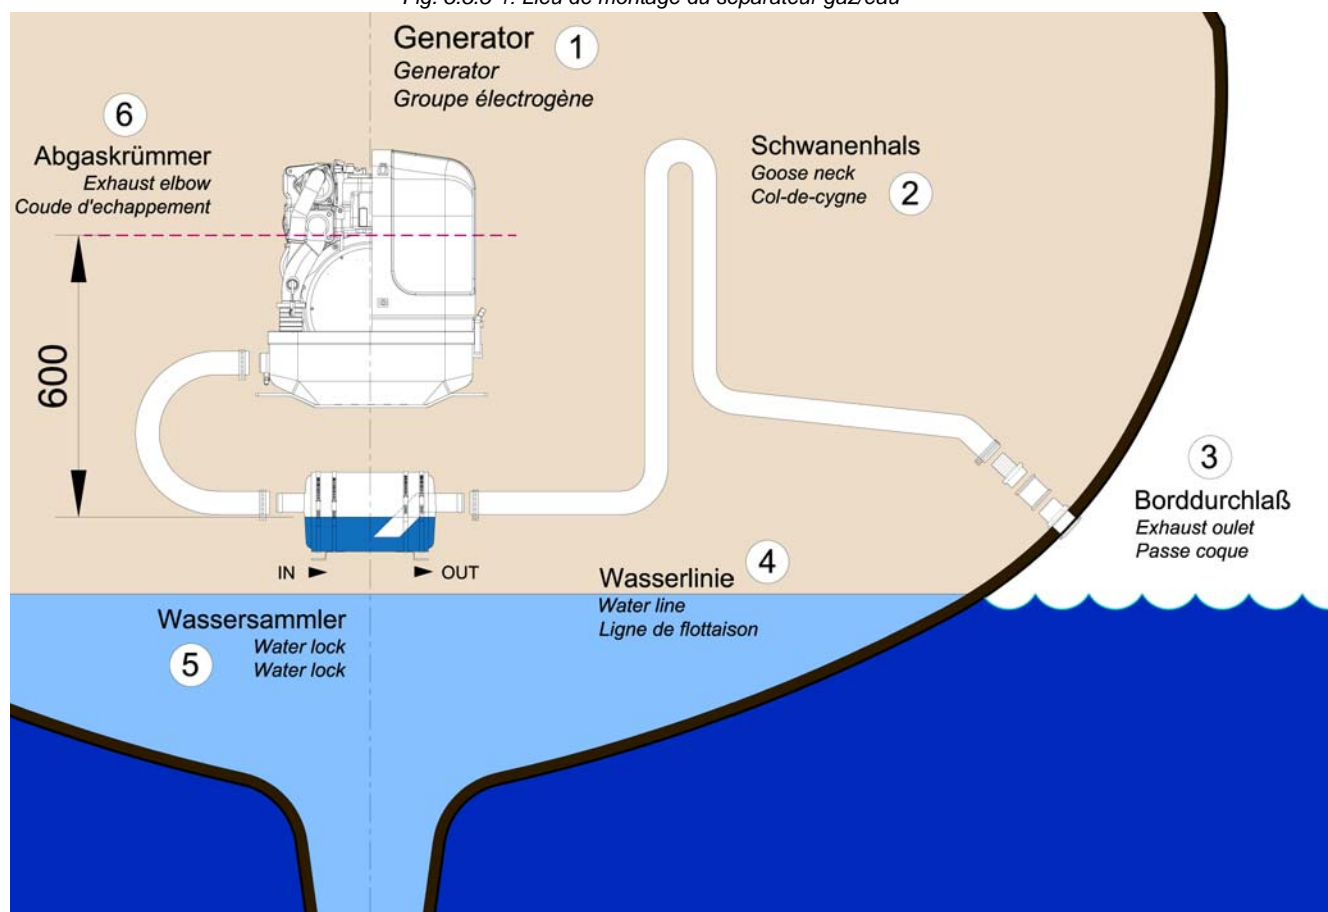 Fig. 3.3.3-1: Lieu de montage du séparateur gaz/eau
Generator
1
Generator
Groupe électrogène
6
Abgaskrümmer
Exhaust elbow
Coude d'echappement
Schwanenhals
Goose neck
Col-de-cygne
2
600
3
Borddurchlaß
Exhaust oulet
Passe coque
IN
OUT
Wasserlinie
4
Water line
Ligne de flottaison
Wassersammler
5
Water lock
Water lock